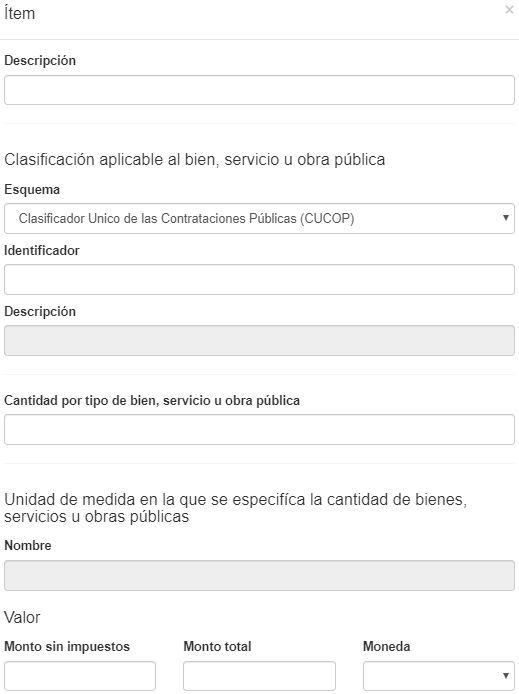 Ítem
×
Descripción
Clasificación aplicable al bien, servicio u obra pública
Esquema
Clasificador Unico de las Contrataciones Públicas (CUCOP)
Identificador
Descripción
Cantidad por tipo de bien, servicio u obra pública
Unidad de medida en la que se específica la cantidad de bienes,
servicios u obras públicas
Nombre
Valor
Monto sin impuestos Monto total Moneda